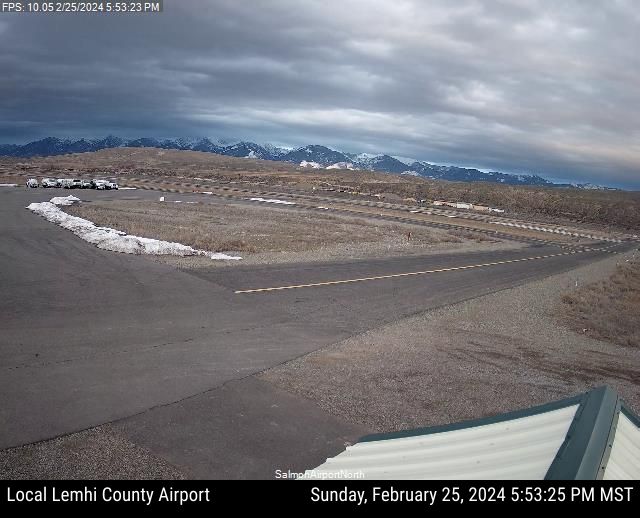 FPS: 10.05 2/25/2024 5:53:23 PM
SalmonAirportNorth
Local Lemhi County Airport Sunday, February 25, 2024 5:53:25 PM MST